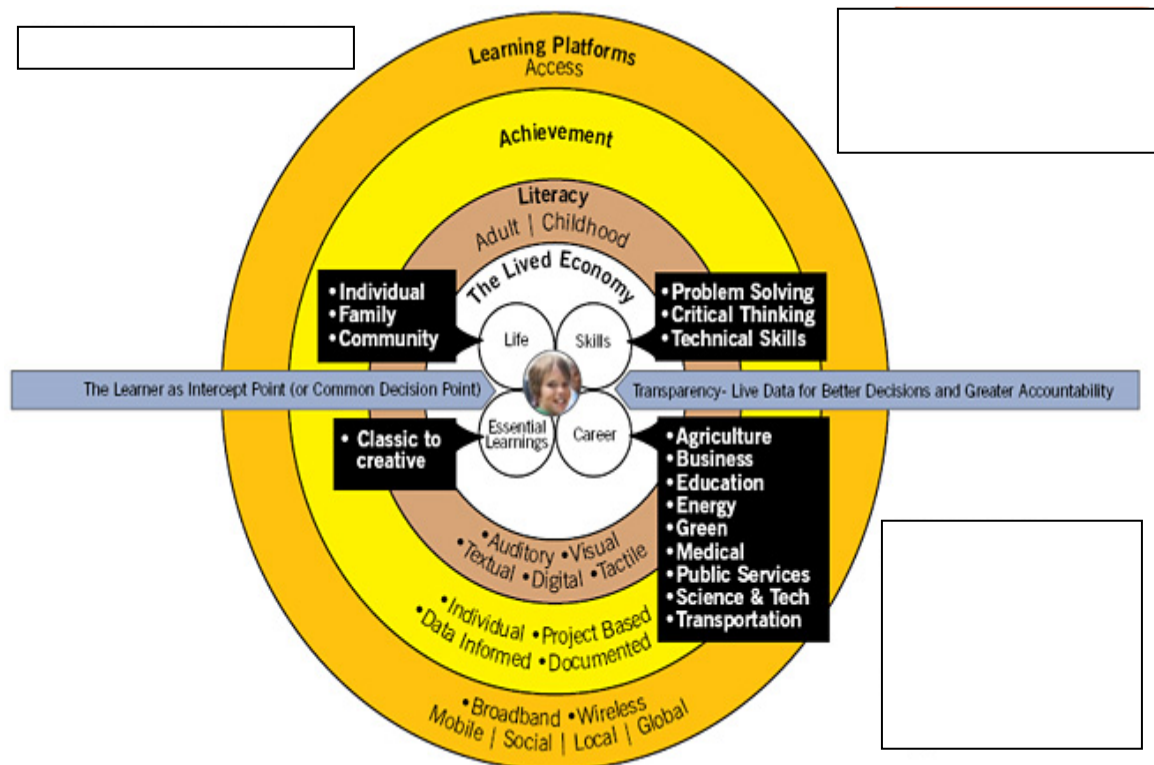 Learning Platforms
Access
Achievement
Literacy
Adult | Childhood
The Lived Economy
• Individual
• Family
• Community
• Problem Solving
• Critical Thinking
• Technical Skills
Life
Skills
The Learner as Intercept Point (or Common Decision Point)
Transparency- Live Data for Better Decisions and Greater Accountability
• Classic to
creative
Essential
Learnings
Career
• Agriculture
• Business
• Education
• Energy
• Green
• Medical
• Public Services
• Science & Tech
• Transportation
• Auditory • Visual
• Textual • Digital • Tactile
• Individual • Project Based
• Data Informed • Documented
• Broadband • Wireless
Mobile | Social | Local | Global